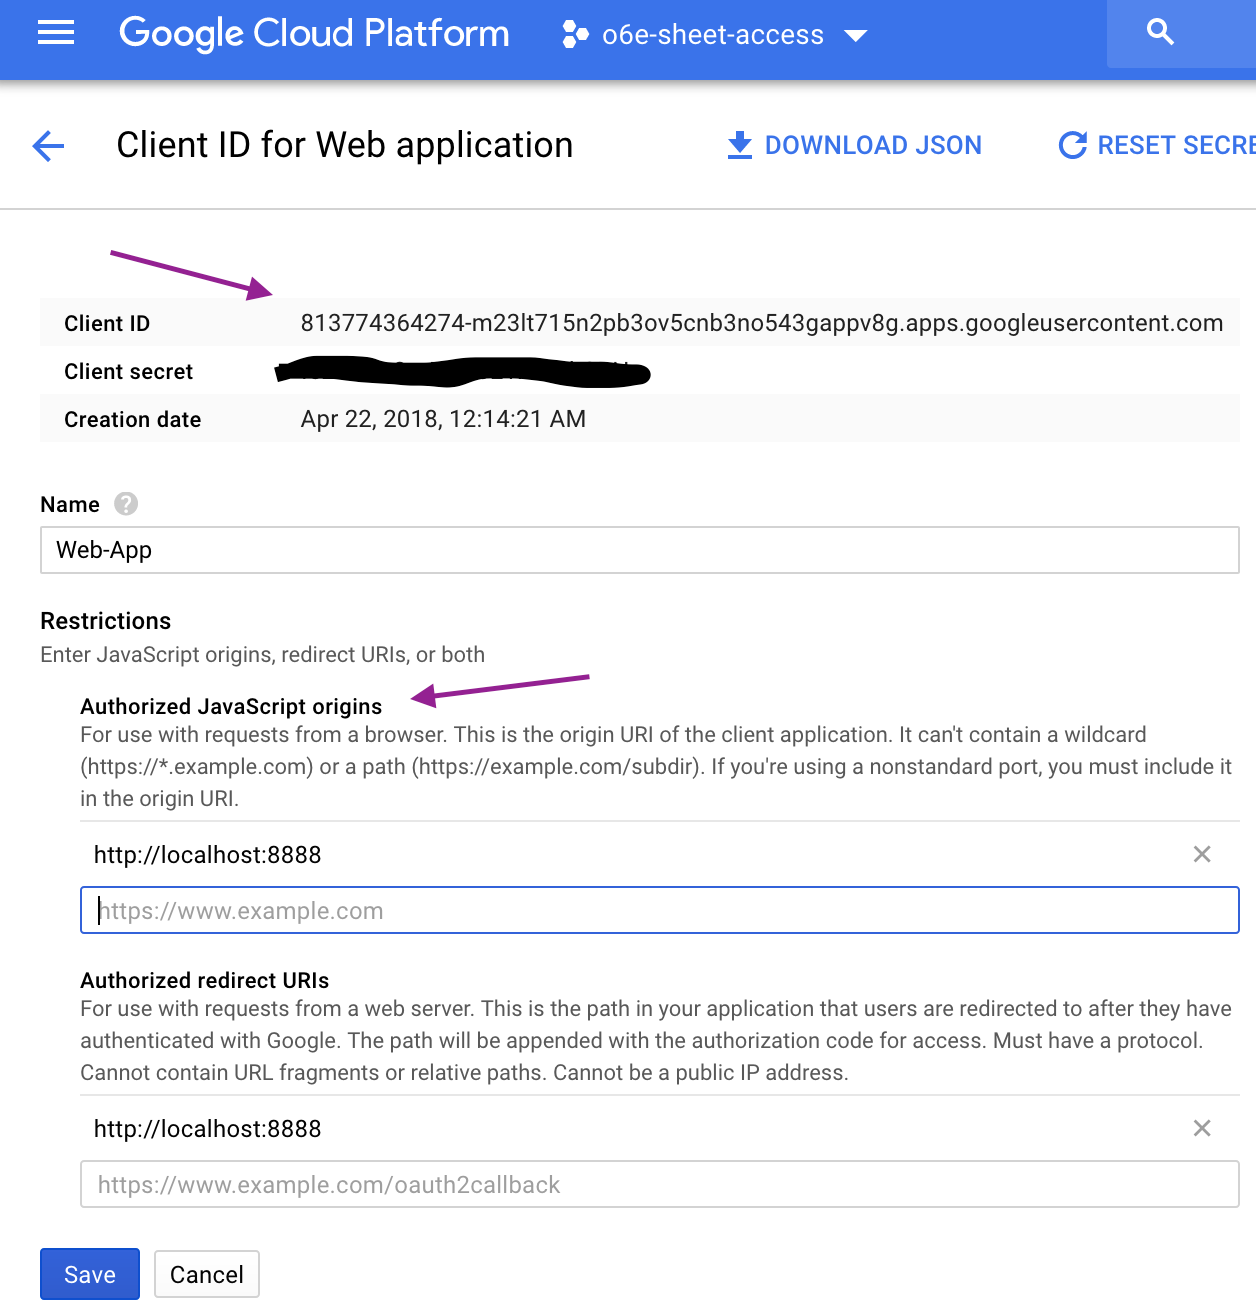 Google Cloud Platform o6e-sheet-access
Client ID for Web application DOWNLOAD JSON RESET SECRE
Client ID 813774364274-m23lt715n2pb3ov5cnb3no543gappv8g.apps.googleusercontent.com
Client secret
Creation date Apr 22, 2018, 12:14:21 AM
Name ?
Web-App
Restrictions
Enter JavaScript origins, redirect URIs, or both
Authorized JavaScript origins
For use with requests from a browser. This is the origin URI of the client application. It can't contain a wildcard
(https://*.example.com) or a path (https://example.com/subdir). If you're using a nonstandard port, you must include it
in the origin URI.
http://localhost:8888
https://www.example.com
Authorized redirect URIs
For use with requests from a web server. This is the path in your application that users are redirected to after they have
authenticated with Google. The path will be appended with the authorization code for access. Must have a protocol.
Cannot contain URL fragments or relative paths. Cannot be a public IP address.
http://localhost:8888
https://www.example.com/oauth2callback
Save Cancel